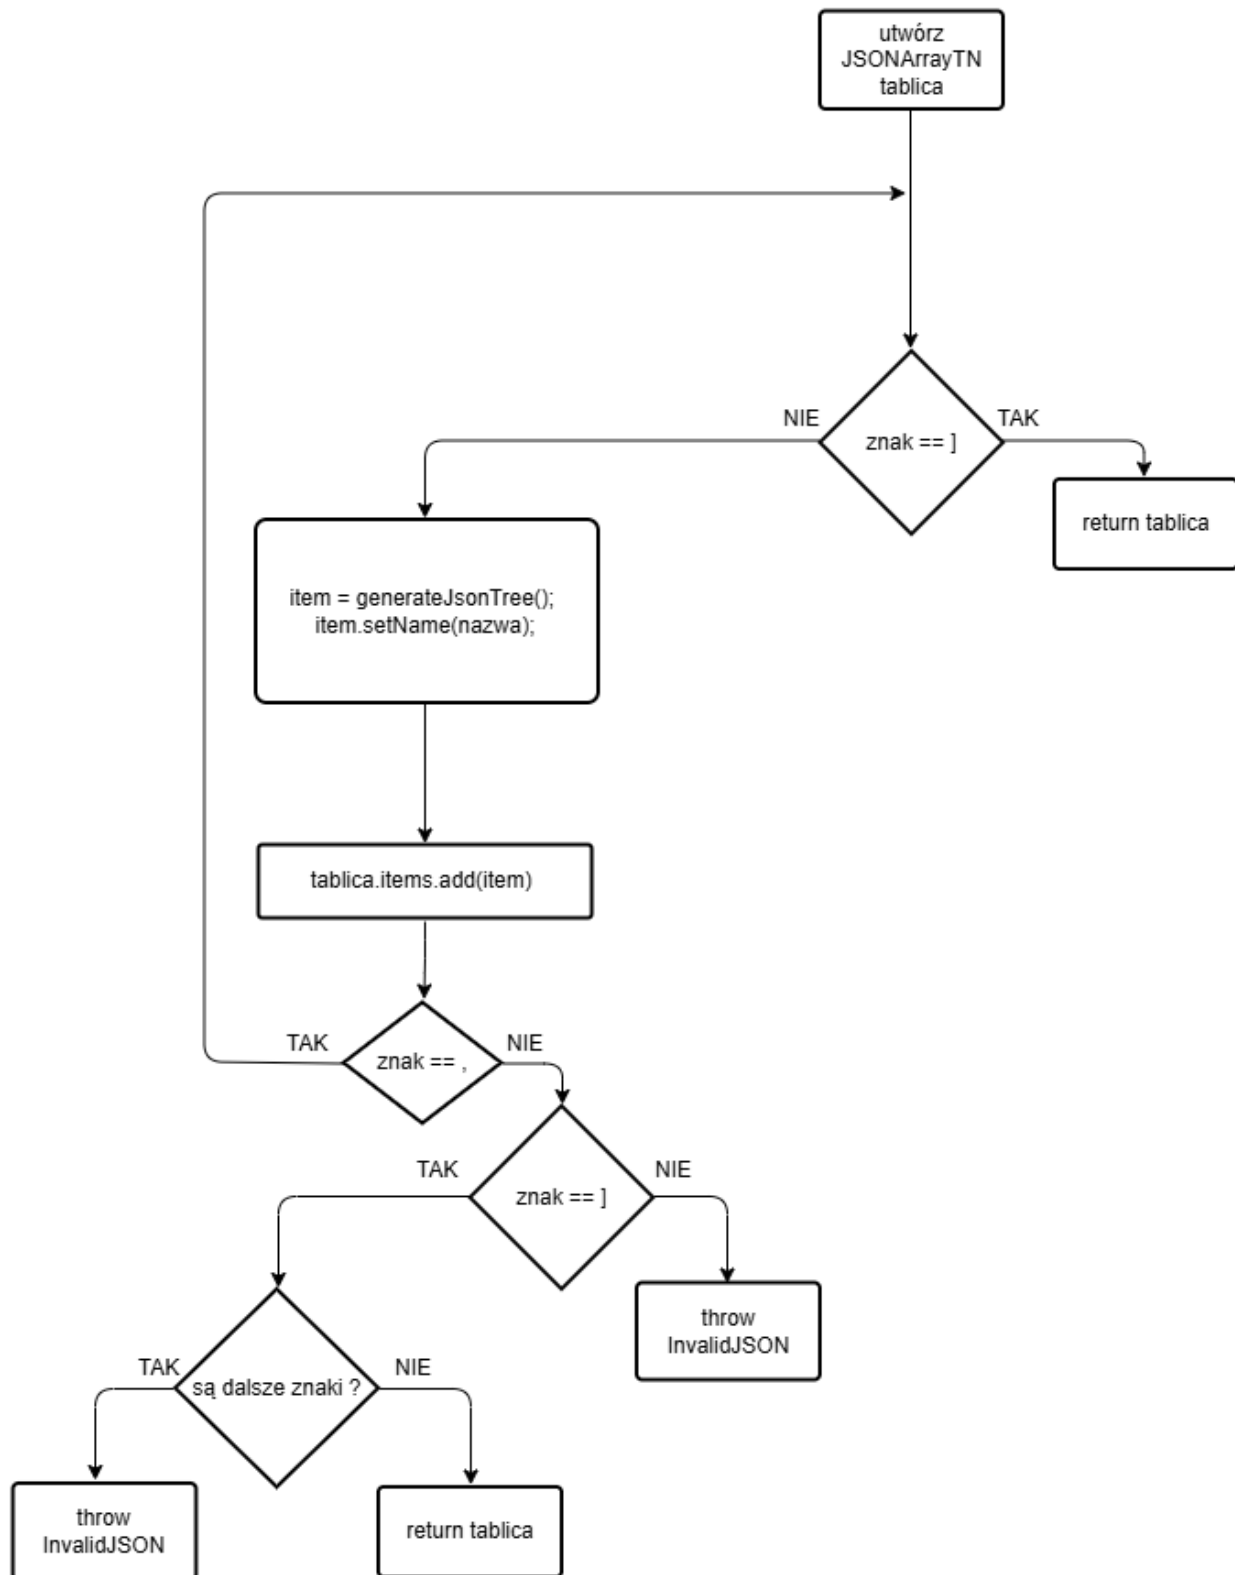 utwórz
JSONArrayTN
tablica
NIE
TAK
znak == ]
return tablica
item = generateJsonTree();
item.setName(nazwa);
tablica.items.add(item)
TAK
NIE
znak == ,
TAK
NIE
znak == ]
throw
InvalidJSON
TAK
NIE
są dalsze znaki ?
throw
InvalidJSON
return tablica